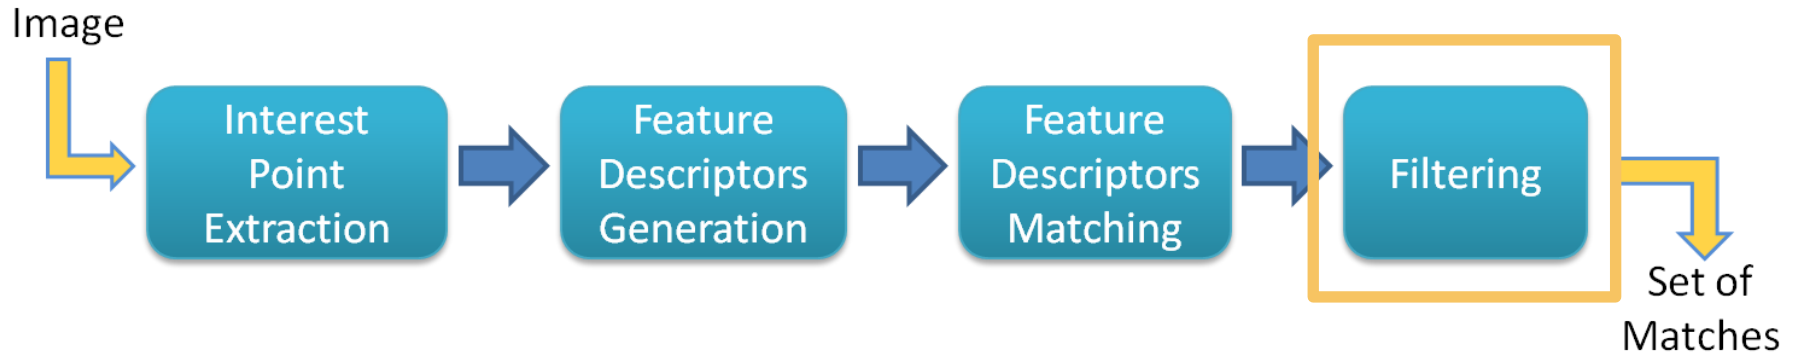 Image
Interest
Point
Extraction
Feature
Descriptors
Generation
Feature
Descriptors
Matching
Filtering
Set of
Matches